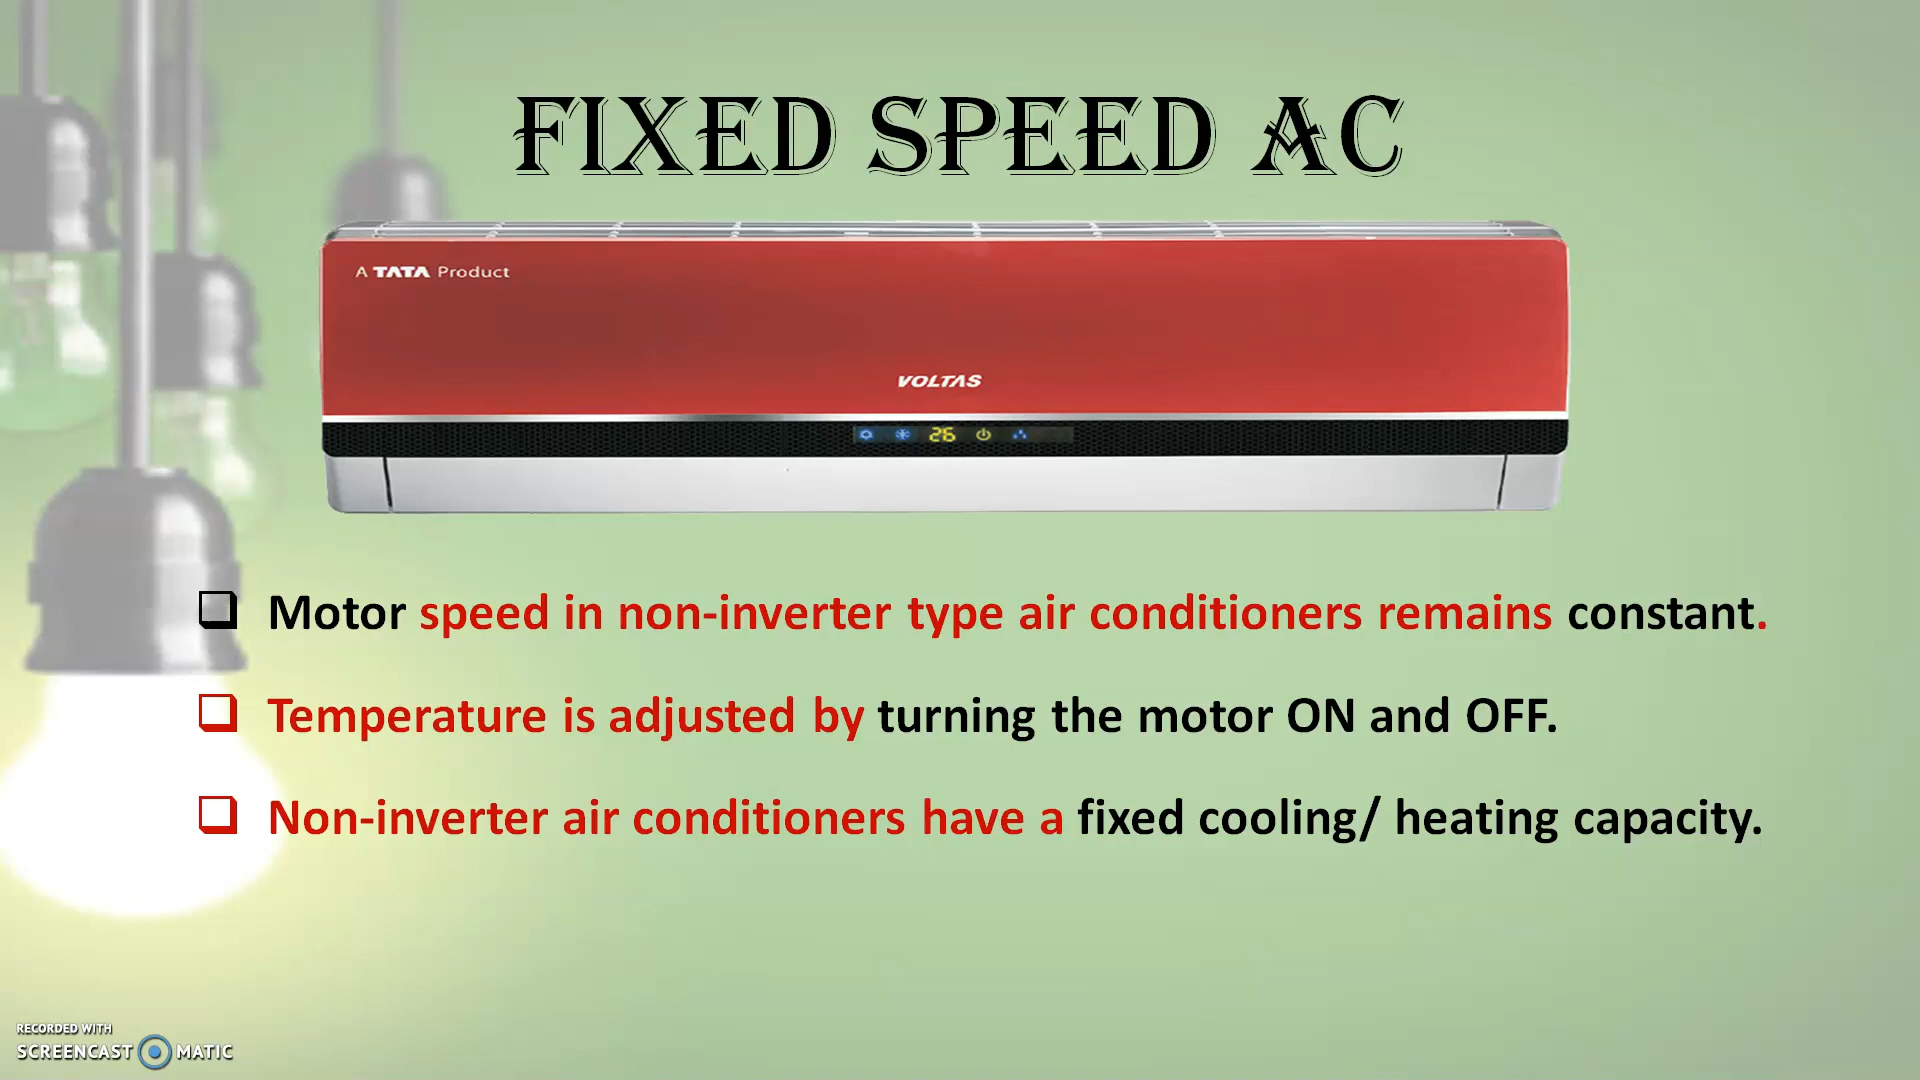 FIXED SPEED AC
A TATA Product
VOLTAS
26
❑ Motor speed in non-inverter type air conditioners remains constant.
❑ Temperature is adjusted by turning the motor ON and OFF.
❑ Non-inverter air conditioners have a fixed cooling/ heating capacity.
RECORDED WITH
SCREENCAST MATIC